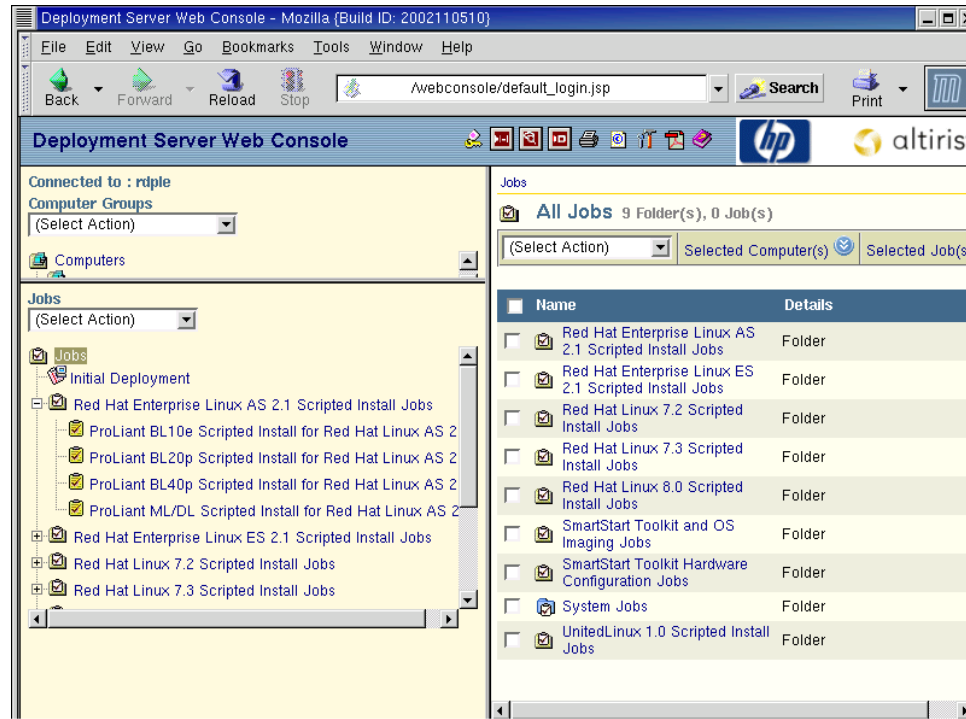 Deployment Server Web Console - Mozilla {Build ID: 2002110510}
File Edit View Go Bookmarks Tools Window Help
Back Forward Reload Stop /webconsole/default_login.jsp Search Print
Deployment Server Web Console
hp altiris
Connected to : rdple
Computer Groups
(Select Action)
Computers
Jobs
(Select Action)
Jobs
Initial Deployment
Red Hat Enterprise Linux AS 2.1 Scripted Install Jobs
ProLiant BL10e Scripted Install for Red Hat Linux AS 2
ProLiant BL20p Scripted Install for Red Hat Linux AS 2
ProLiant BL40p Scripted Install for Red Hat Linux AS 2
ProLiant ML/DL Scripted Install for Red Hat Linux AS 2
Red Hat Enterprise Linux ES 2.1 Scripted Install Jobs
Red Hat Linux 7.2 Scripted Install Jobs
Red Hat Linux 7.3 Scripted Install Jobs
Jobs
All Jobs 9 Folder(s), 0 Job(s)
(Select Action) Selected Computer(s) Selected Job(s
Name Details
Red Hat Enterprise Linux AS
2.1 Scripted Install Jobs
Folder
Red Hat Enterprise Linux ES
2.1 Scripted Install Jobs
Folder
Red Hat Linux 7.2 Scripted
Install Jobs
Folder
Red Hat Linux 7.3 Scripted
Install Jobs
Folder
Red Hat Linux 8.0 Scripted
Install Jobs
Folder
SmartStart Toolkit and OS
Imaging Jobs
Folder
SmartStart Toolkit Hardware
Configuration Jobs
Folder
System Jobs Folder
UnitedLinux 1.0 Scripted Install
Jobs
Folder